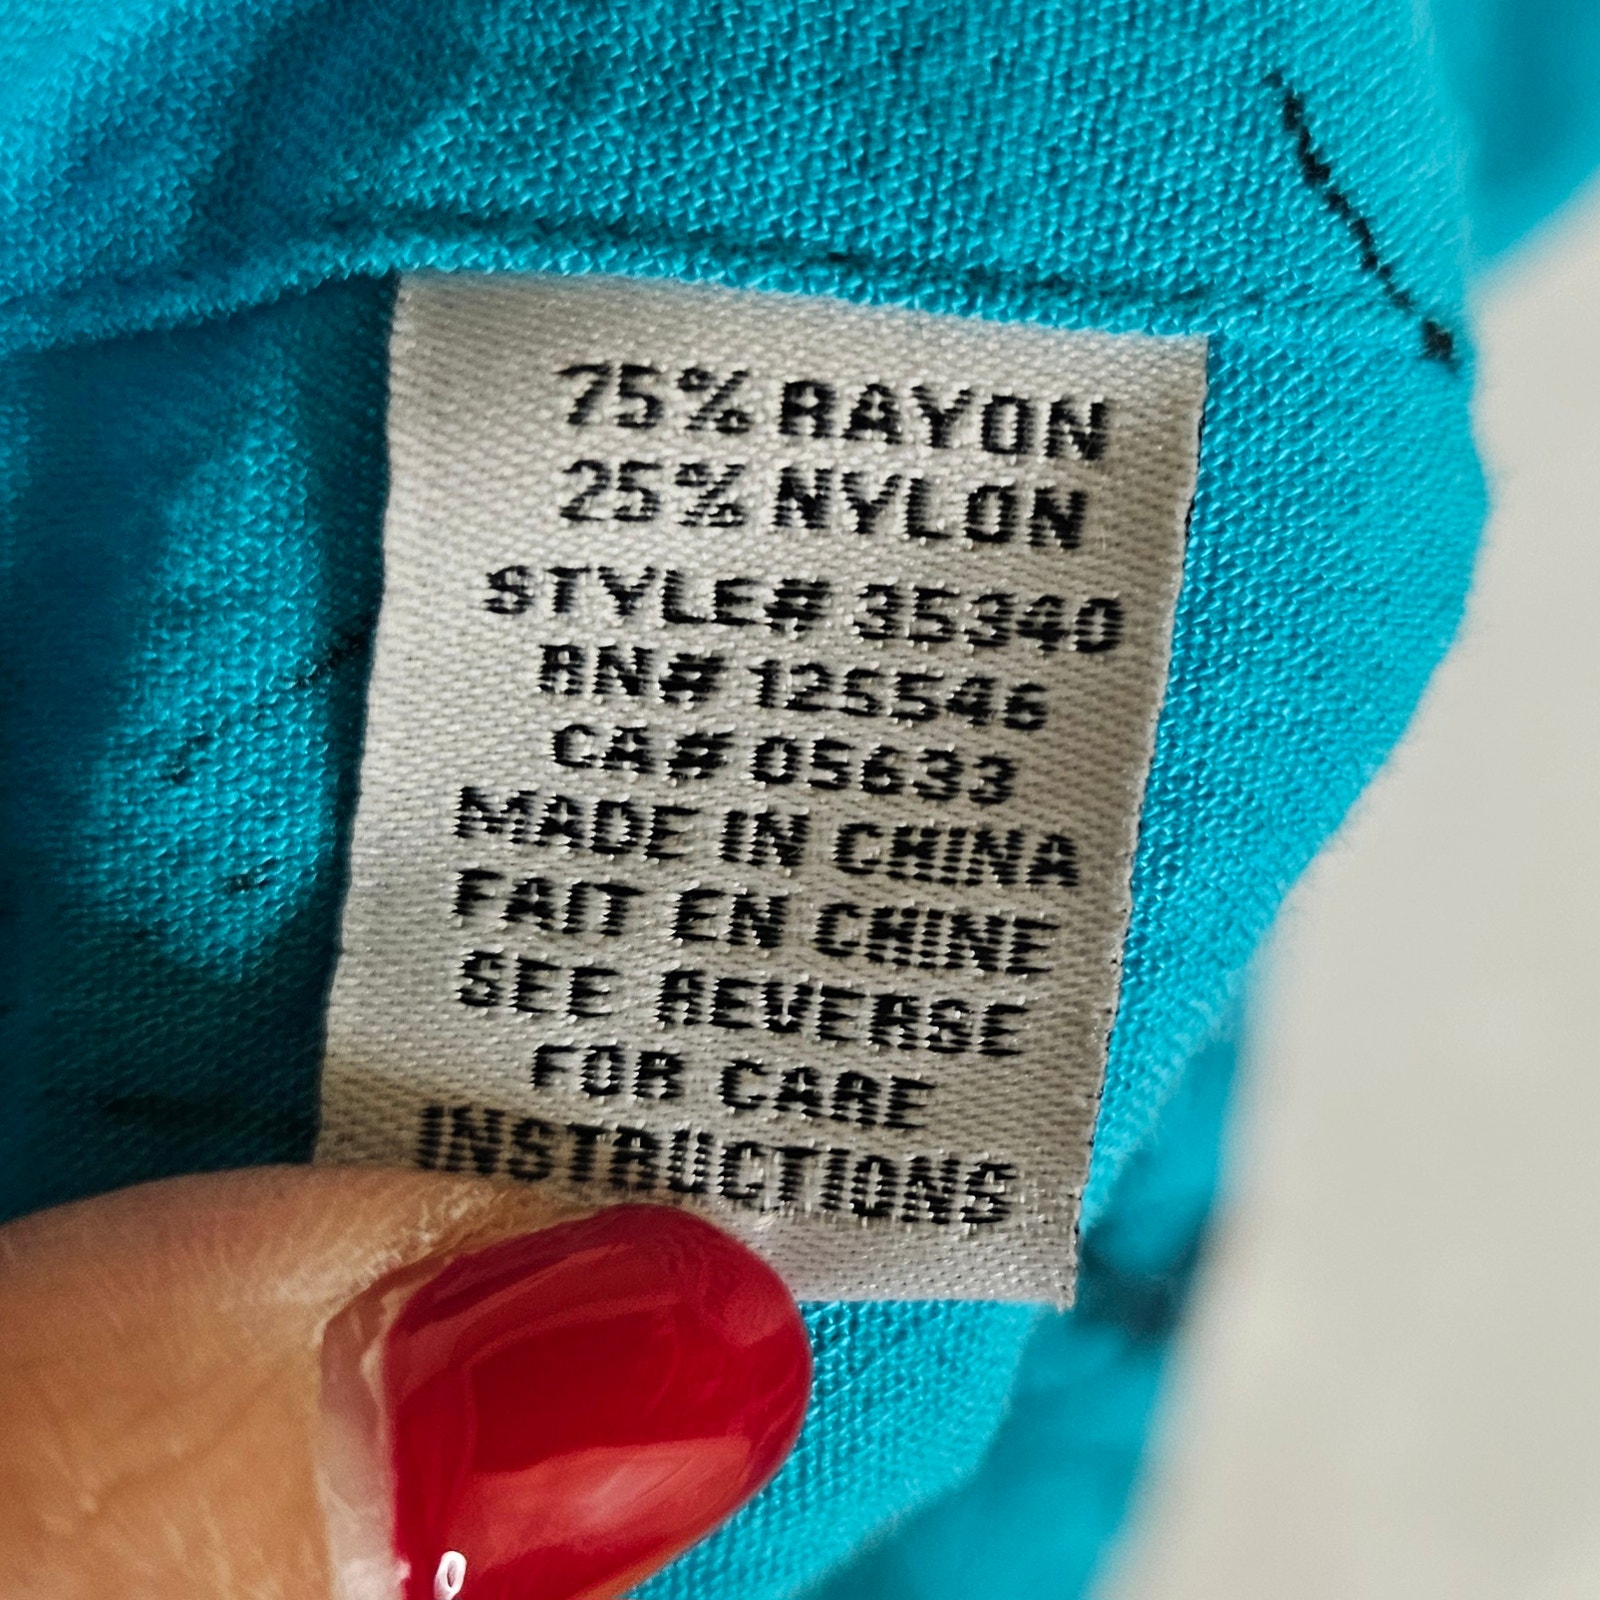 75% RAYON
25% NYLON
STYLE# 35340
RN# 125546
CA# 05633
MADE IN CHINA
FAIT EN CHINE
SEE REVERSE
FOR CARE
INSTRUCTIONS